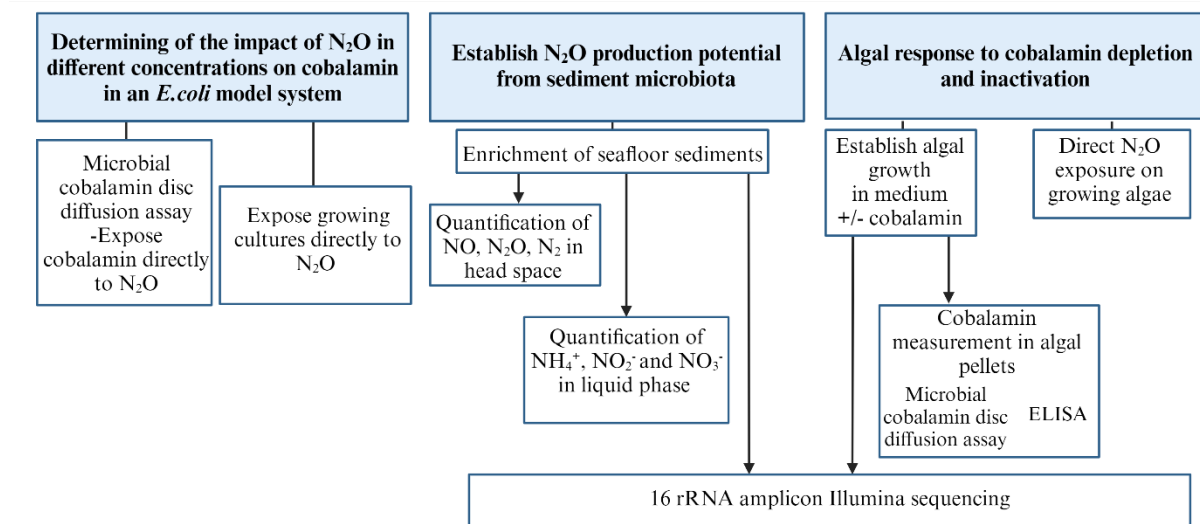 Determining of the impact of N₂O in
different concentrations on cobalamin
in an E.coli model system
Microbial
cobalamin disc
diffusion assay
-Expose
cobalamin directly
to N₂O
Expose growing
cultures directly to
N₂O
Establish N₂O production potential
from sediment microbiota
Enrichment of seafloor sediments
Quantification of
NO, N₂O, N₂ in
head space
Quantification of
NH₄⁺, NO₂⁻ and NO₃⁻
in liquid phase
Algal response to cobalamin depletion
and inactivation
Establish algal
growth
in medium
+/- cobalamin
Direct N₂O
exposure on
growing algae
Cobalamin
measurement in algal
pellets
Microbial
cobalamin disc
diffusion assay
ELISA
16 rRNA amplicon Illumina sequencing